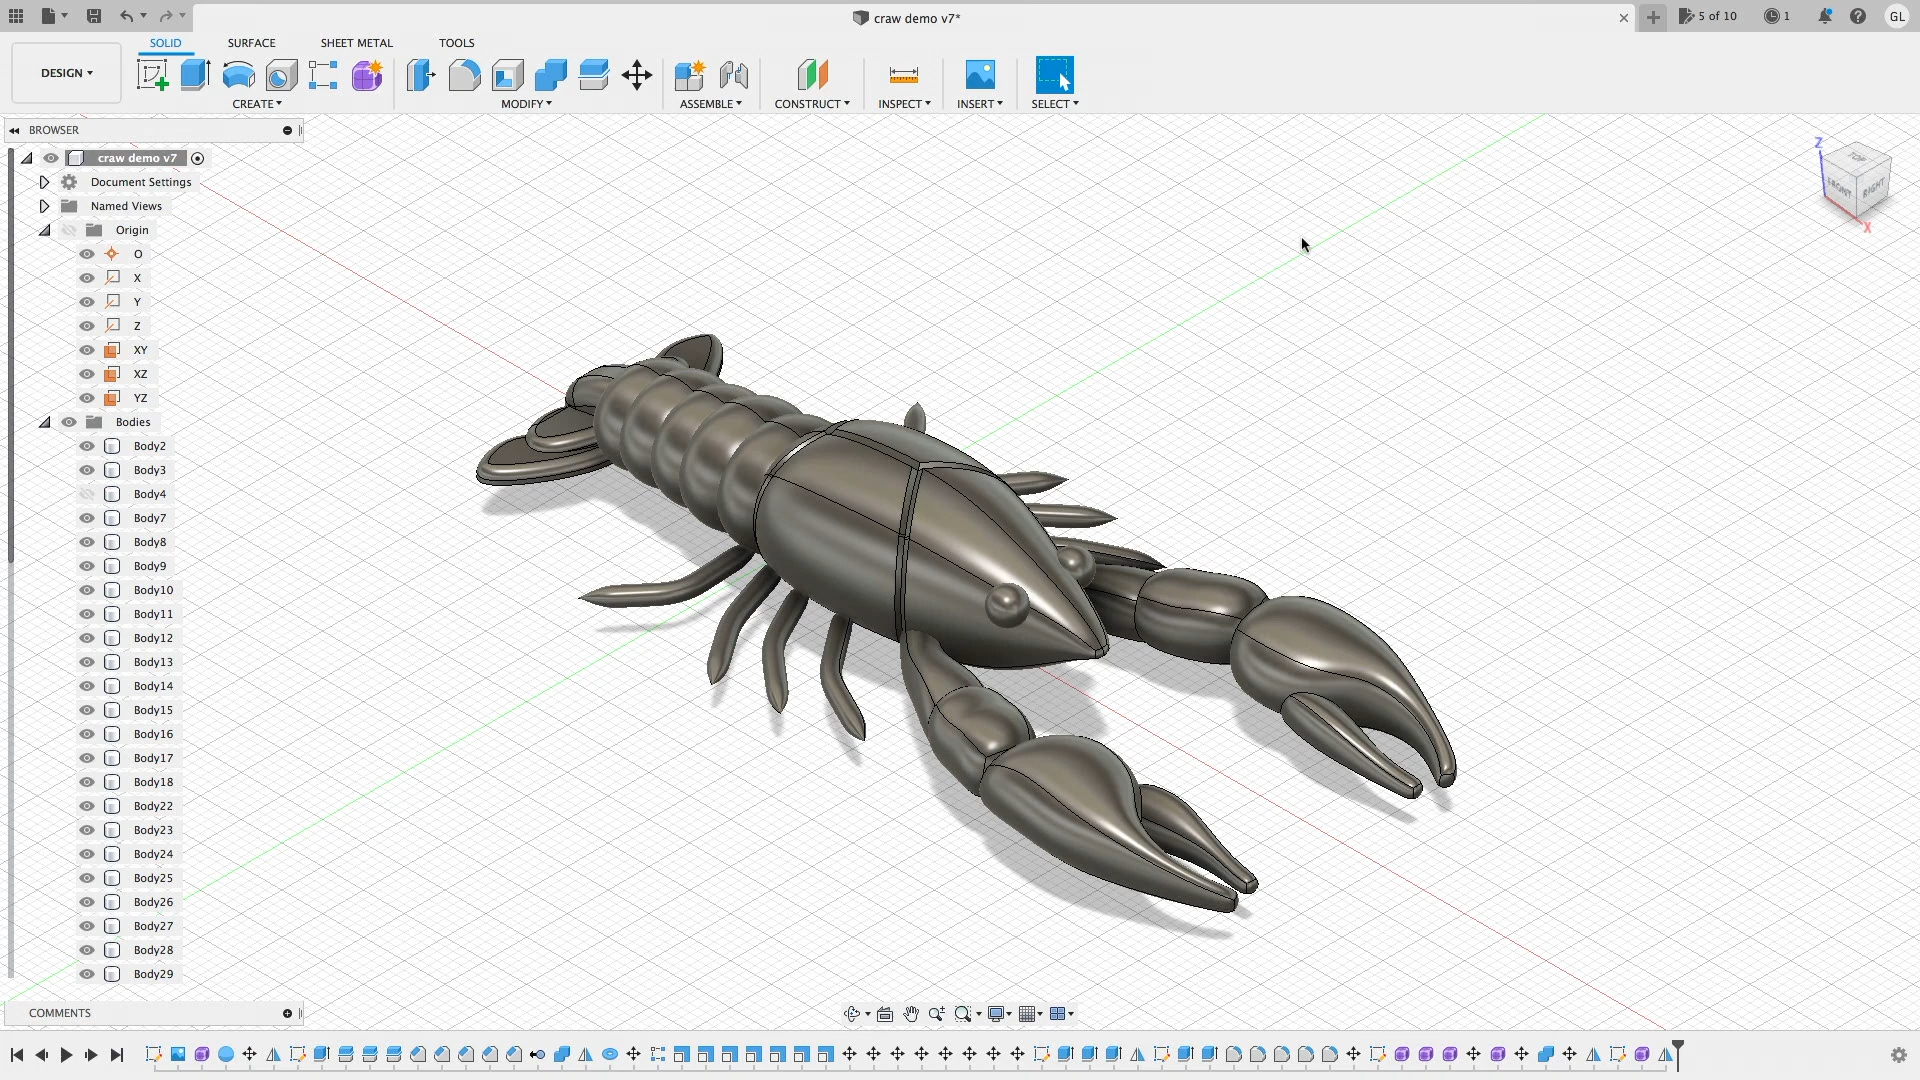 craw demo v7*
5 of 10
1
GL
DESIGN
SOLID
SURFACE
SHEET METAL
TOOLS
CREATE
MODIFY
ASSEMBLE
CONSTRUCT
INSPECT
INSERT
SELECT
BROWSER
craw demo v7
Document Settings
Named Views
Origin
O
X
Y
Z
XY
XZ
YZ
Bodies
Body2
Body3
Body4
Body7
Body8
Body9
Body10
Body11
Body12
Body13
Body14
Body15
Body16
Body17
Body18
Body22
Body23
Body24
Body25
Body26
Body27
Body28
Body29
COMMENTS
Z
TOP
FRONT
RIGHT
X